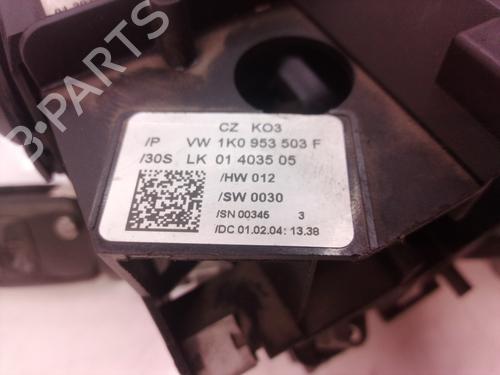 CZ KO3
/P VW 1K0 953 503 F
/30S LK 01 4035 05
/HW 012
/SW 0030
/SN 00345 3
/DC 01.02.04: 13.38
B-PARTS